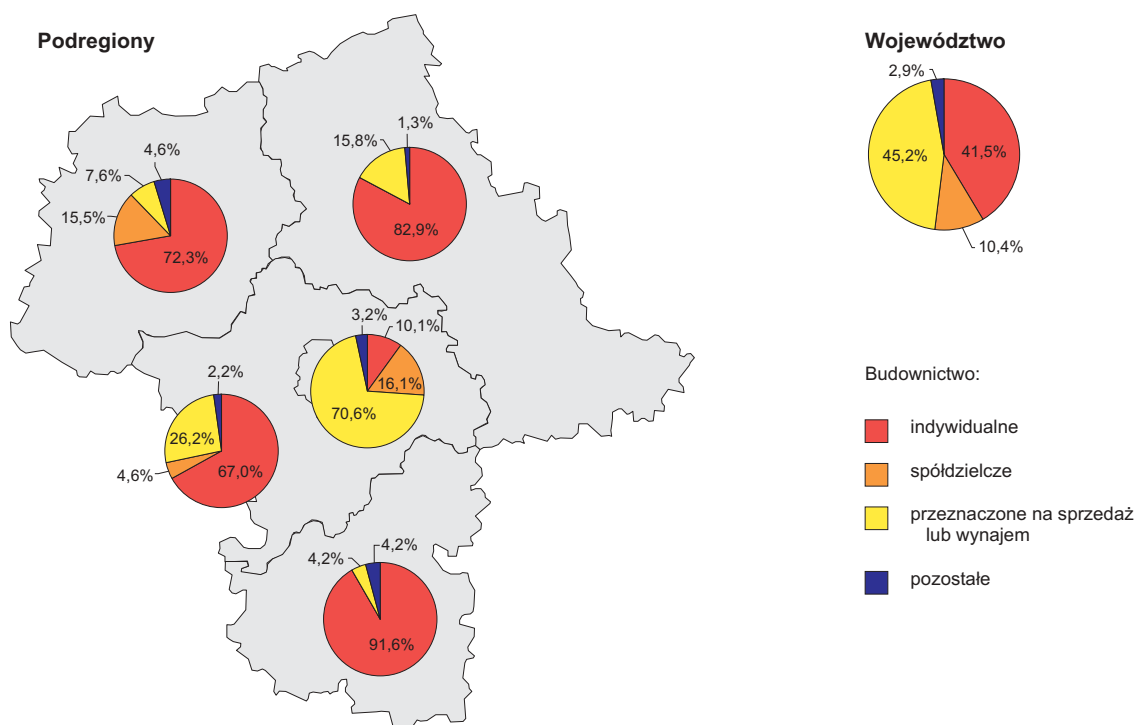 Podregiony
Województwo
2,9%
45,2%
41,5%
10,4%
4,6%
7,6%
15,5%
72,3%
1,3%
15,8%
82,9%
3,2%
10,1%
16,1%
70,6%
2,2%
26,2%
4,6%
67,0%
4,2%
4,2%
91,6%
Budownictwo:
indywidualne
spółdzielcze
przeznaczone na sprzedaż
lub wynajem
pozostałe